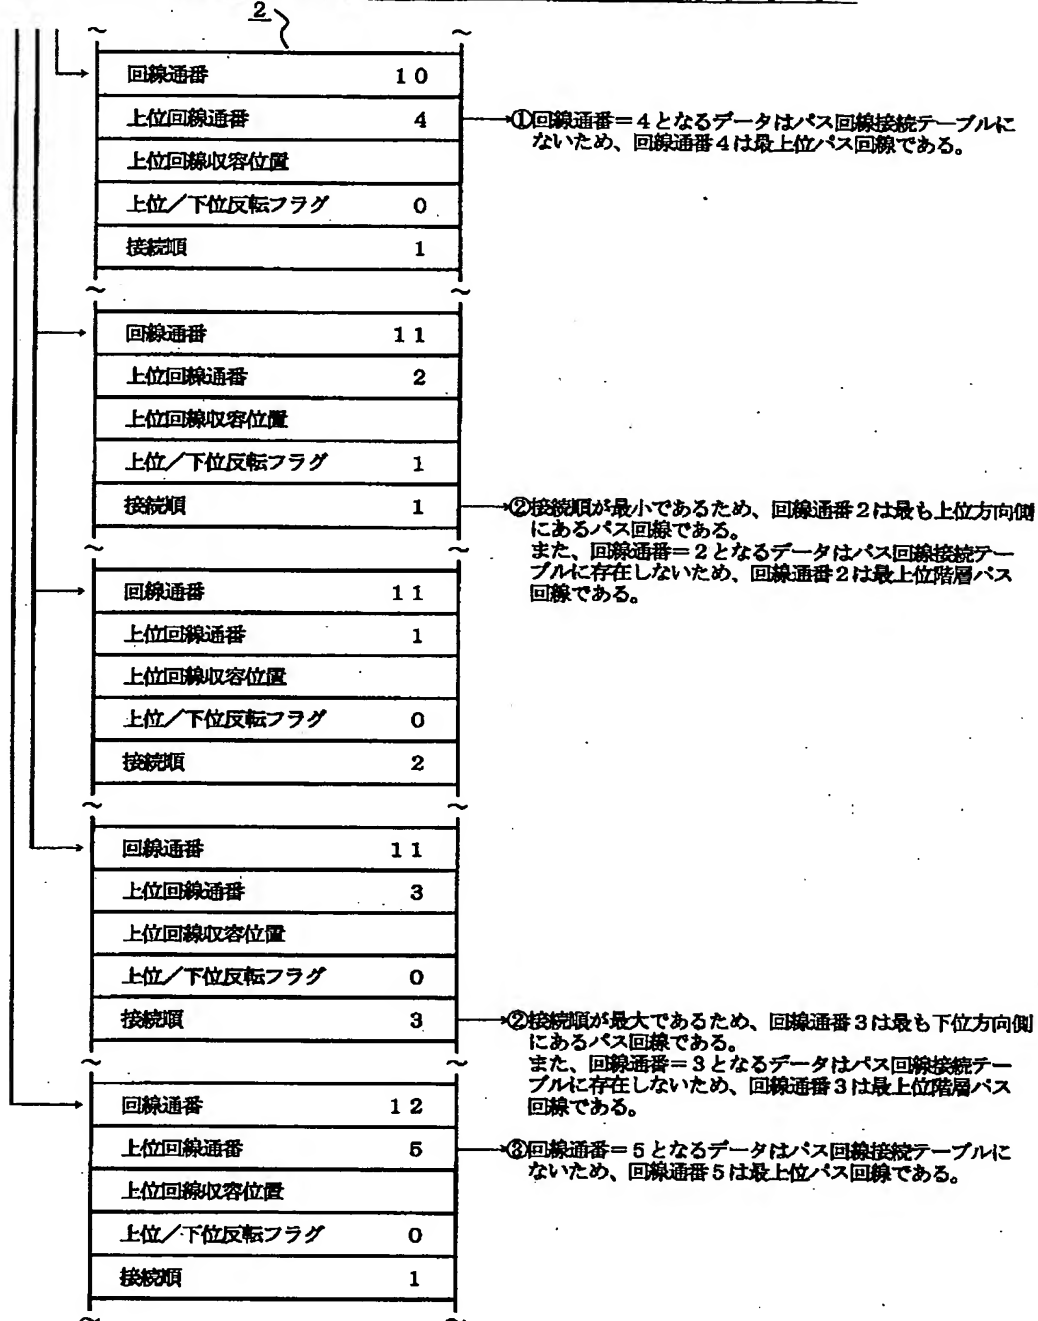 2
回線通番 10
上位回線通番 4
上位回線収容位置
上位／下位反転フラグ 0
接続順 1
①回線通番＝4となるデータはパス回線接続テーブルに
ないため、回線通番4は最上位パス回線である。
回線通番 11
上位回線通番 2
上位回線収容位置
上位／下位反転フラグ 1
接続順 1
②接続順が最小であるため、回線通番2は最も上位方向側
にあるパス回線である。
また、回線通番＝2となるデータはパス回線接続テー
ブルに存在しないため、回線通番2は最上位階層パス
回線である。
回線通番 11
上位回線通番 1
上位回線収容位置
上位／下位反転フラグ 0
接続順 2
回線通番 11
上位回線通番 3
上位回線収容位置
上位／下位反転フラグ 0
接続順 3
②接続順が最大であるため、回線通番3は最も下位方向側
にあるパス回線である。
また、回線通番＝3となるデータはパス回線接続テー
ブルに存在しないため、回線通番3は最上位階層パス
回線である。
回線通番 12
上位回線通番 5
上位回線収容位置
上位／下位反転フラグ 0
接続順 1
③回線通番＝5となるデータはパス回線接続テーブルに
ないため、回線通番5は最上位パス回線である。